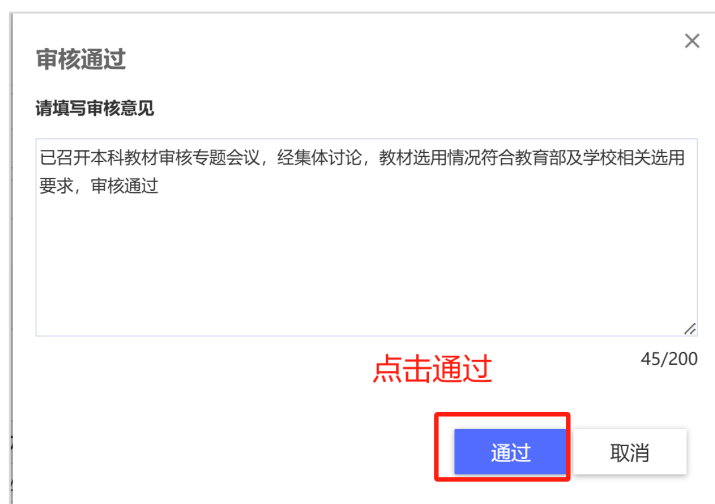 审核通过
请填写审核意见
已召开本科教材审核专题会议，经集体讨论，教材选用情况符合教育部及学校相关选用
要求，审核通过
45/200
点击通过
通过
取消